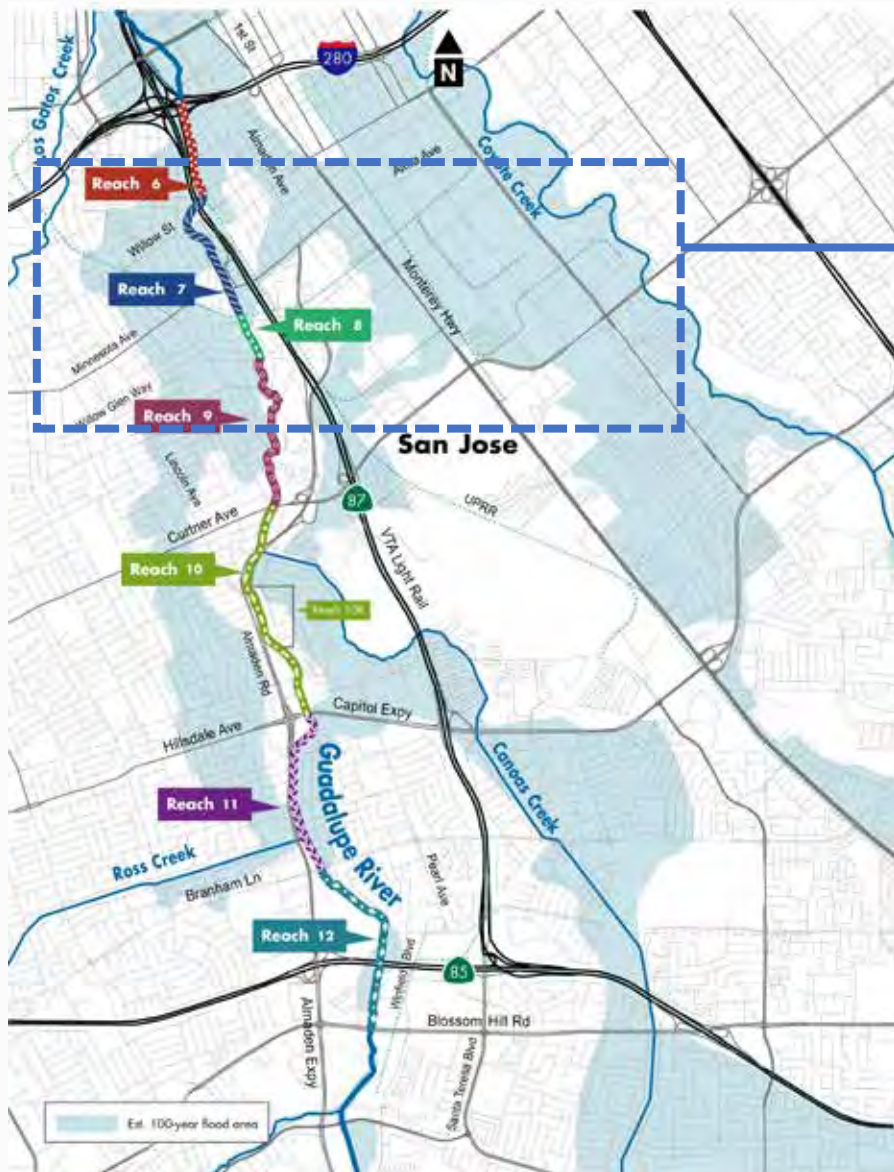 1st St
280
N
Los Gatos Creek
Almaden Ave
Alma Ave
Coyote Creek
Reach 6
Willow St
Monterey Hwy
Reach 7
Reach 8
Minnesota Ave
Willow Glen Way
Reach 9
San Jose
Lincoln Ave
87
UPRR
Curtner Ave
VTA Light Rail
Reach 10
Almaden Rd
Capitol Expy
Hillsdale Ave
Guadalupe River
Canoas Creek
Reach 11
Ross Creek
Pearl Ave
Branham Ln
Reach 12
Winfield Blvd
85
Almaden Expy
Blossom Hill Rd
Santa Teresa Blvd
Est. 100-year flood area